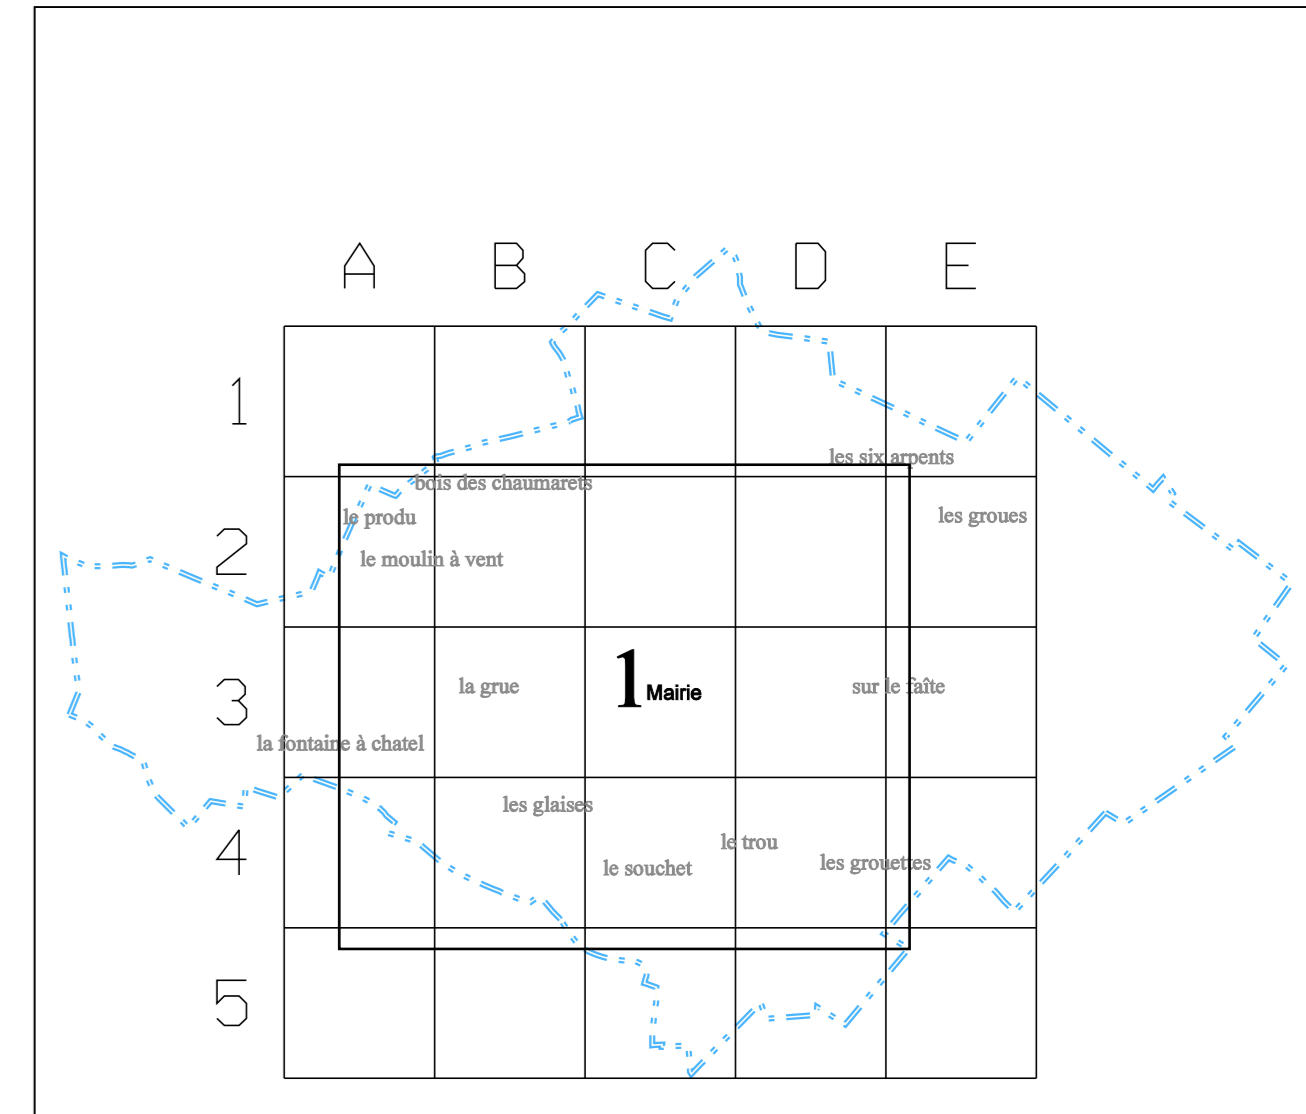 A B C D E
1
les six arpents
bois des chaumarets
le produ
les groues
2
le moulin à vent
1 Mairie
3
la grue
sur le faîte
la fontaine à chatel
les glaises
le trou
4
le souchet
les grouettes
5